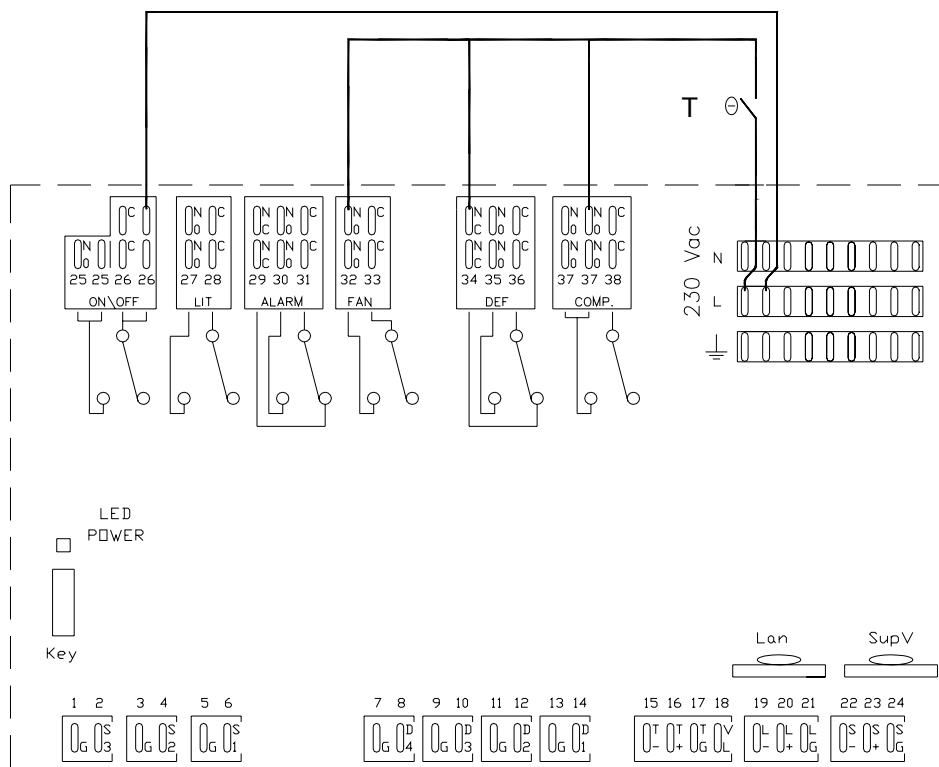 T
230 Vac
N
L
C
N O C
25 25 26 26
ON\OFF
N O C
N O C
27 28
LIT
N C N O C
N C N O C
29 30 31
ALARM
N O C
N O C
32 33
FAN
N C N O C
N C N O C
34 35 36
DEF
N O N O C
N O N O C
37 37 38
COMP.
LED
POWER
Key
Lan
SupV
1 2
G S3
3 4
G S2
5 6
G S1
7 8
G D4
9 10
G D3
11 12
G D2
13 14
G D1
15 16 17 18
T- T+ TG VL
19 20 21
L- L+ LG
22 23 24
S- S+ SG